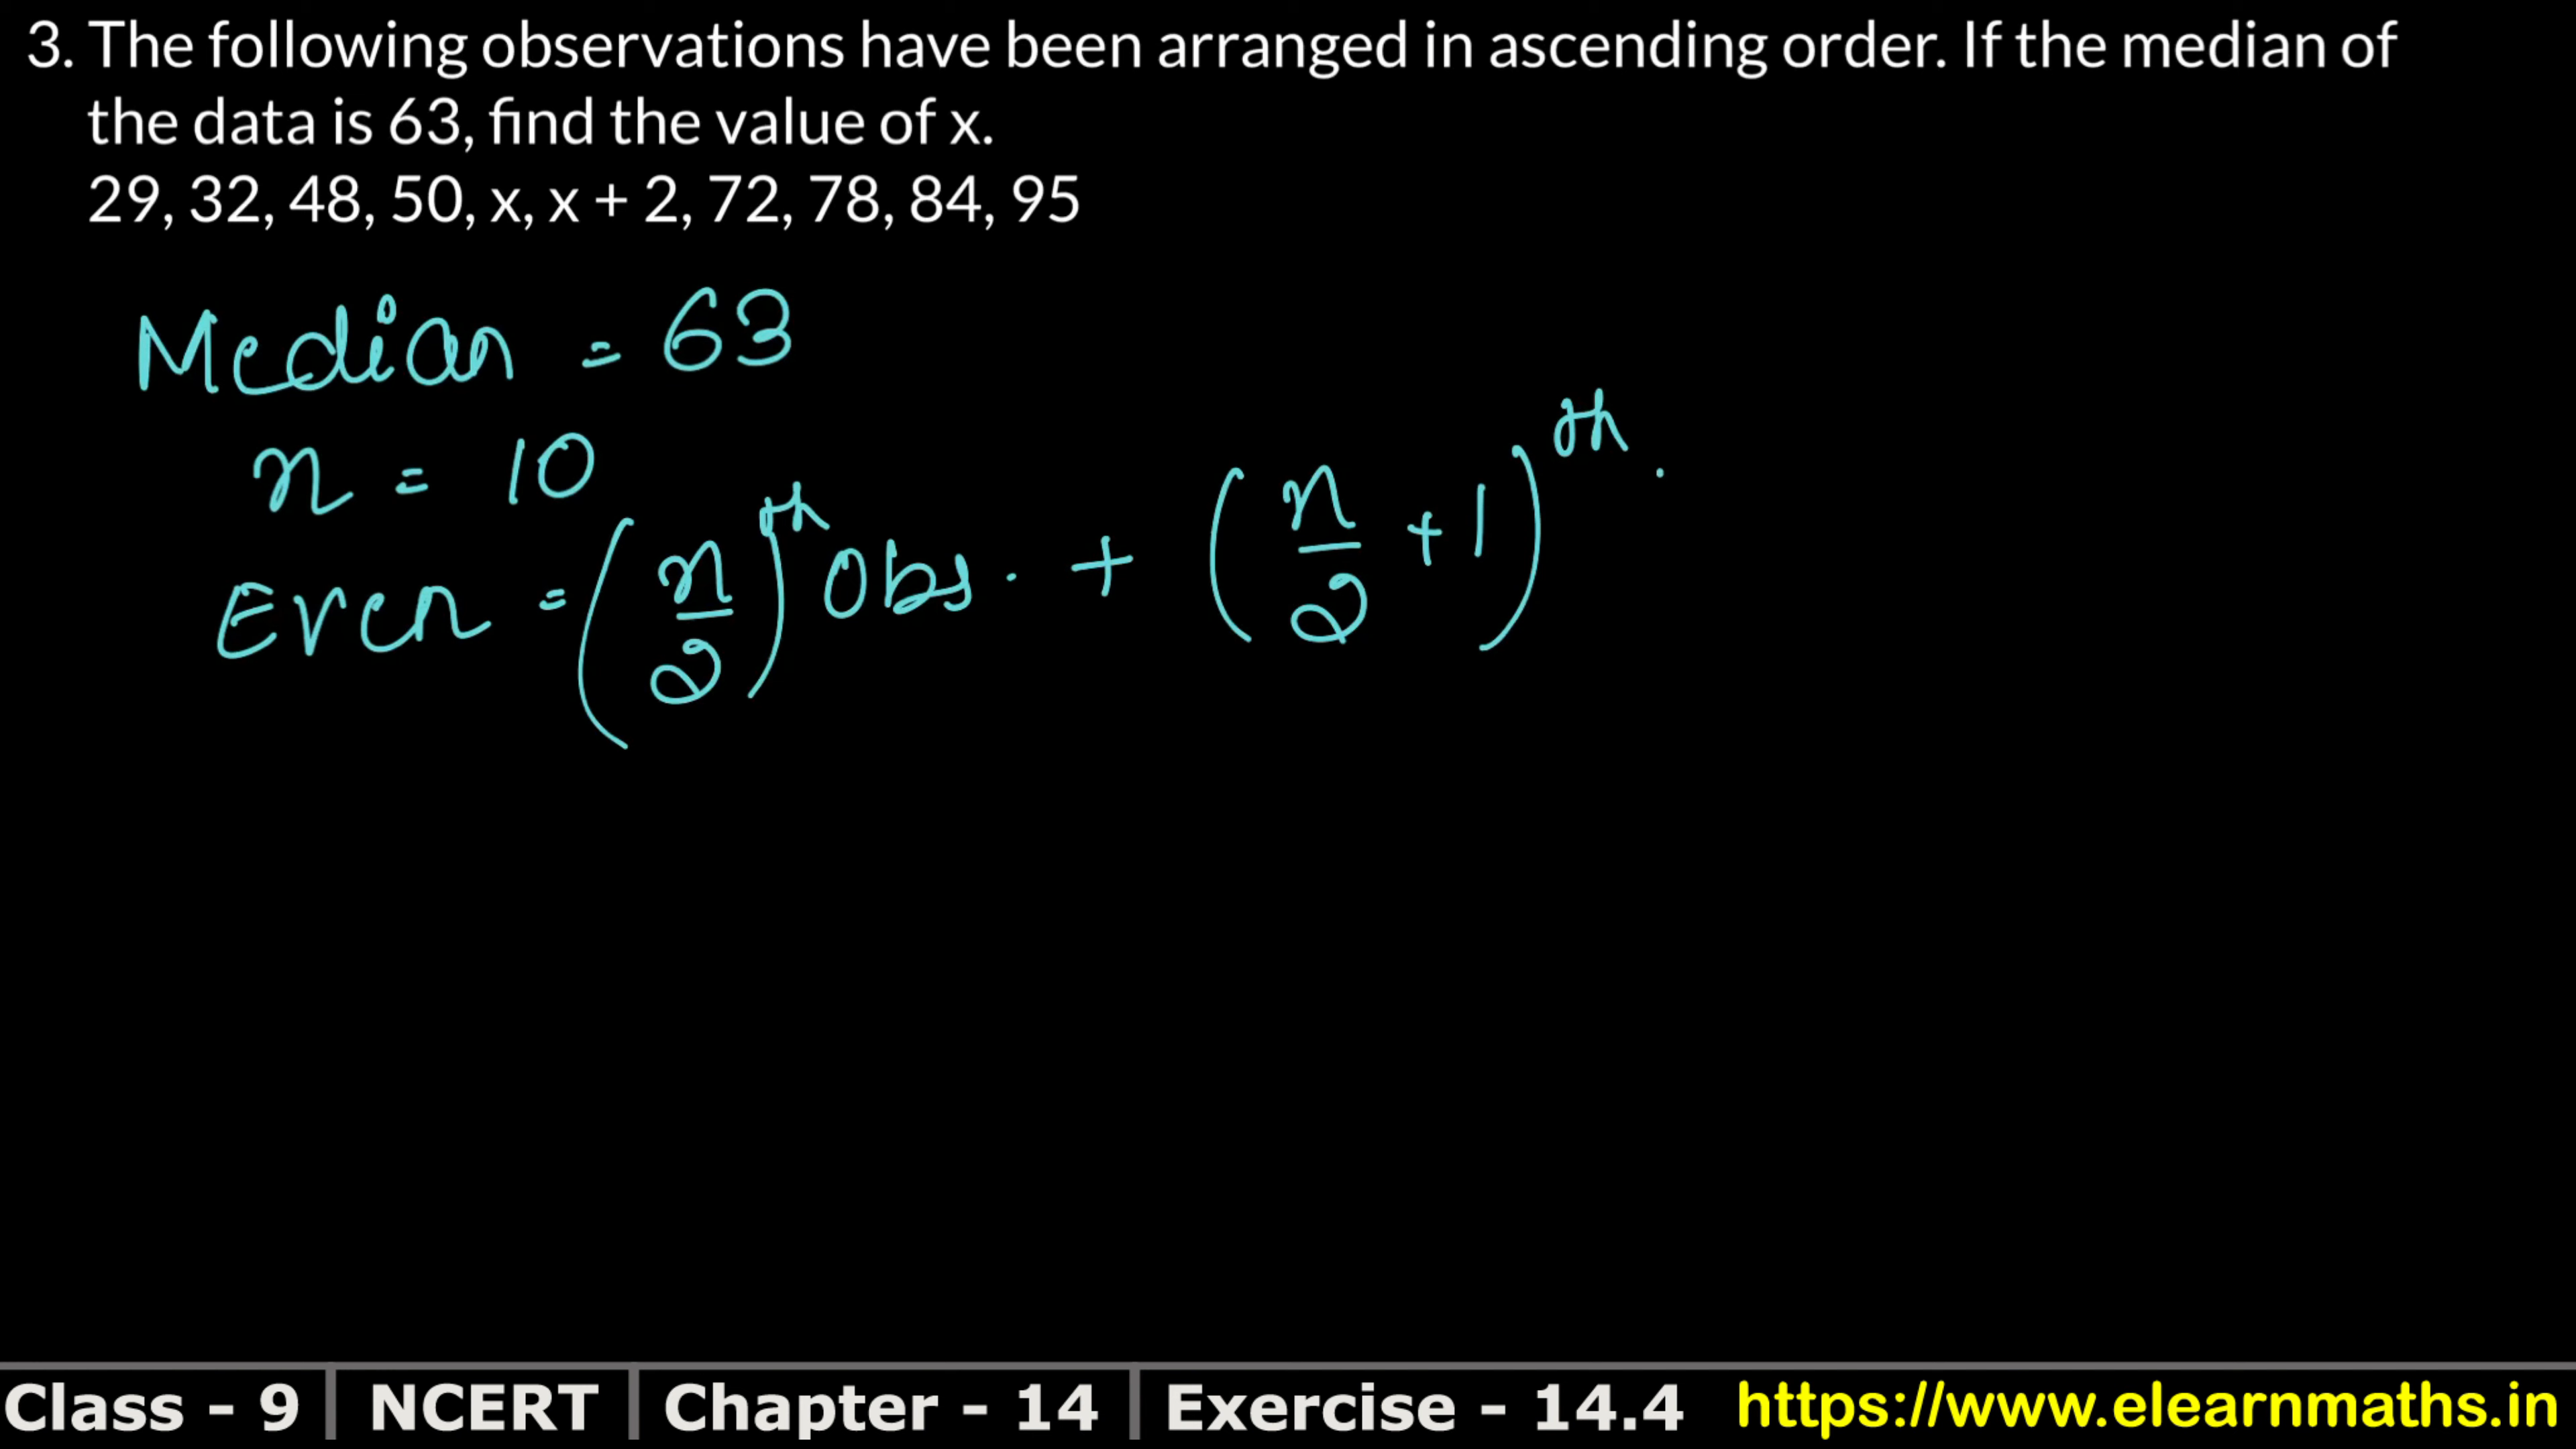 3. The following observations have been arranged in ascending order. If the median of
the data is 63, find the value of x.
29, 32, 48, 50, x, x + 2, 72, 78, 84, 95
Median = 63
n = 10
Even = (n/2)th Obs. + (n/2 + 1)th.
Class - 9 | NCERT | Chapter - 14 | Exercise - 14.4 https://www.elearnmaths.in